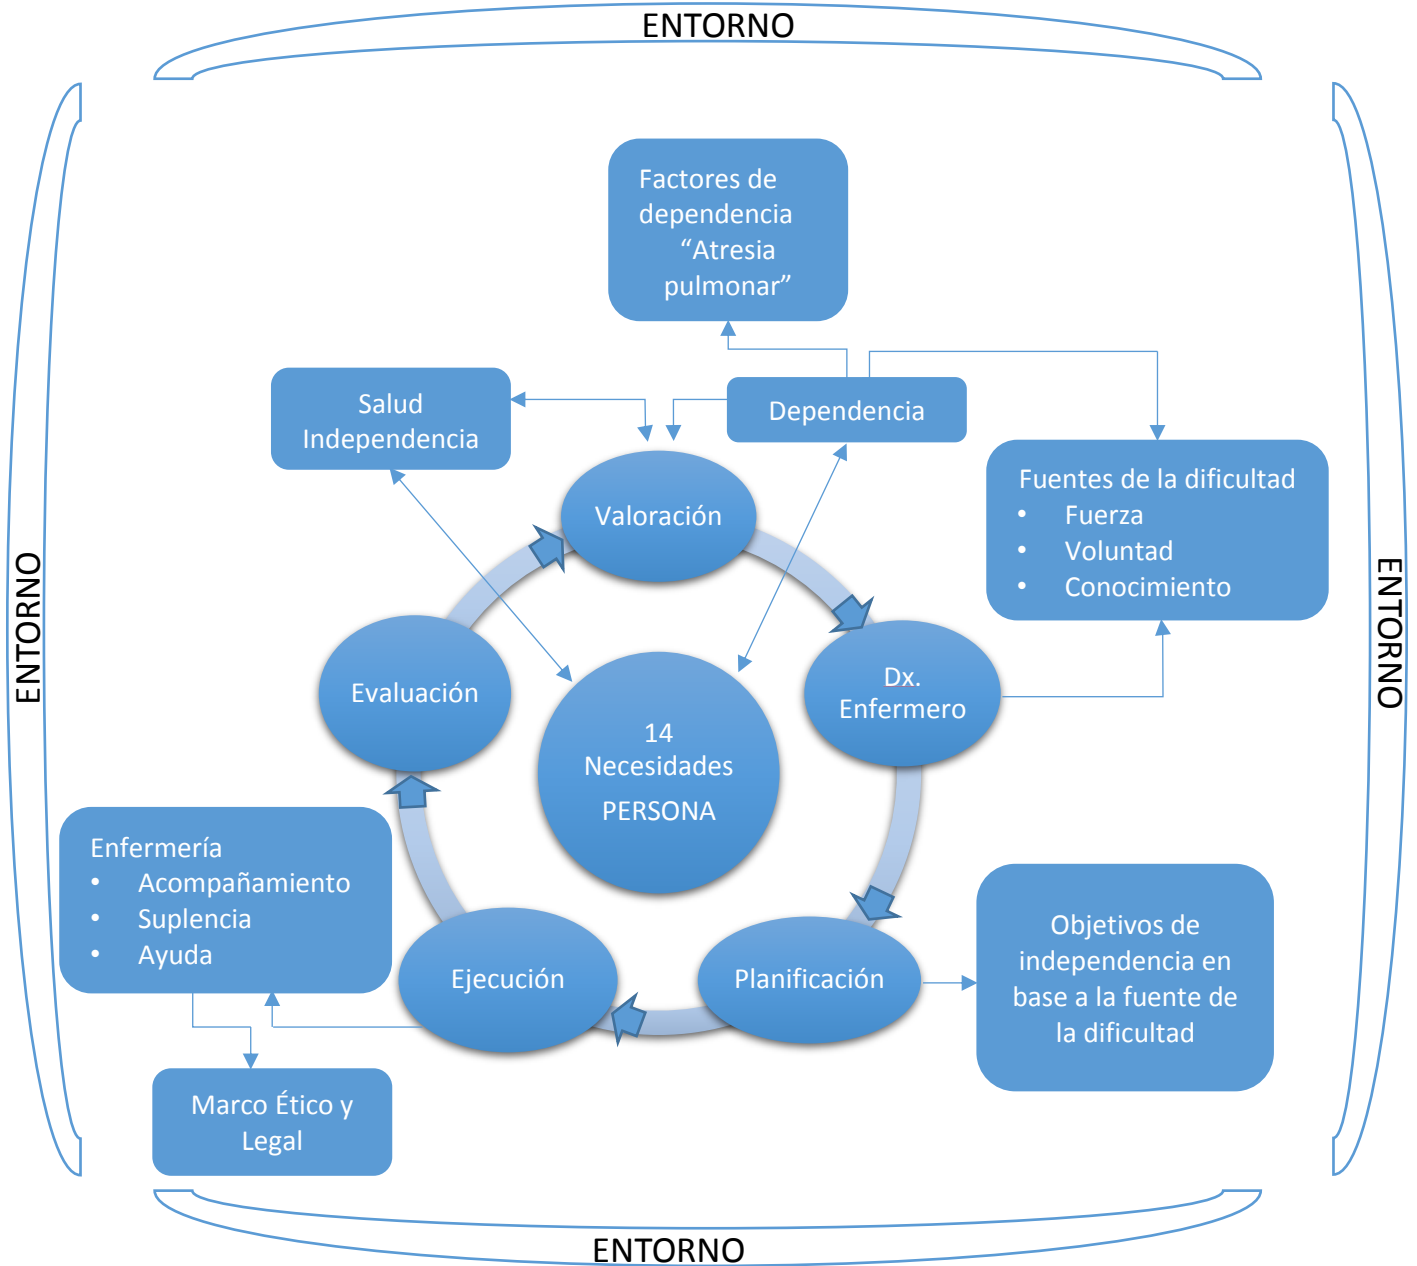 ENTORNO
Factores de
dependencia
“Atresia
pulmonar”
Salud
Independencia
Dependencia
Fuentes de la dificultad
• Fuerza
• Voluntad
• Conocimiento
Valoración
ENTORNO
ENTORNO
Evaluación
Dx.
Enfermero
14
Necesidades
PERSONA
Enfermería
• Acompañamiento
• Suplencia
• Ayuda
Ejecución
Planificación
Objetivos de
independencia en
base a la fuente de
la dificultad
Marco Ético y
Legal
ENTORNO